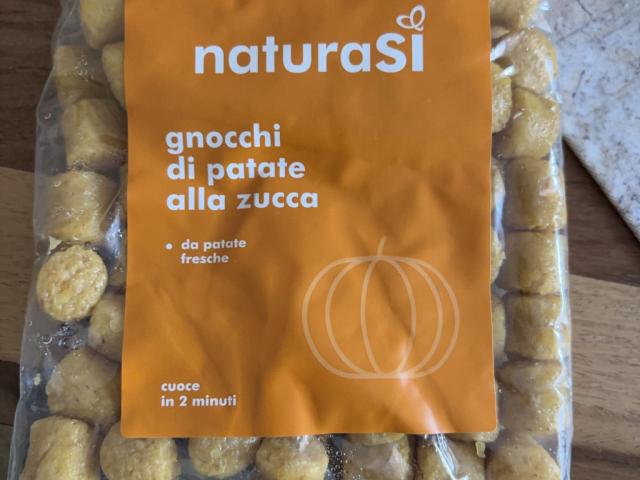 naturaSì
gnocchi
di patate
alla zucca
• da patate
fresche
cuoce
in 2 minuti